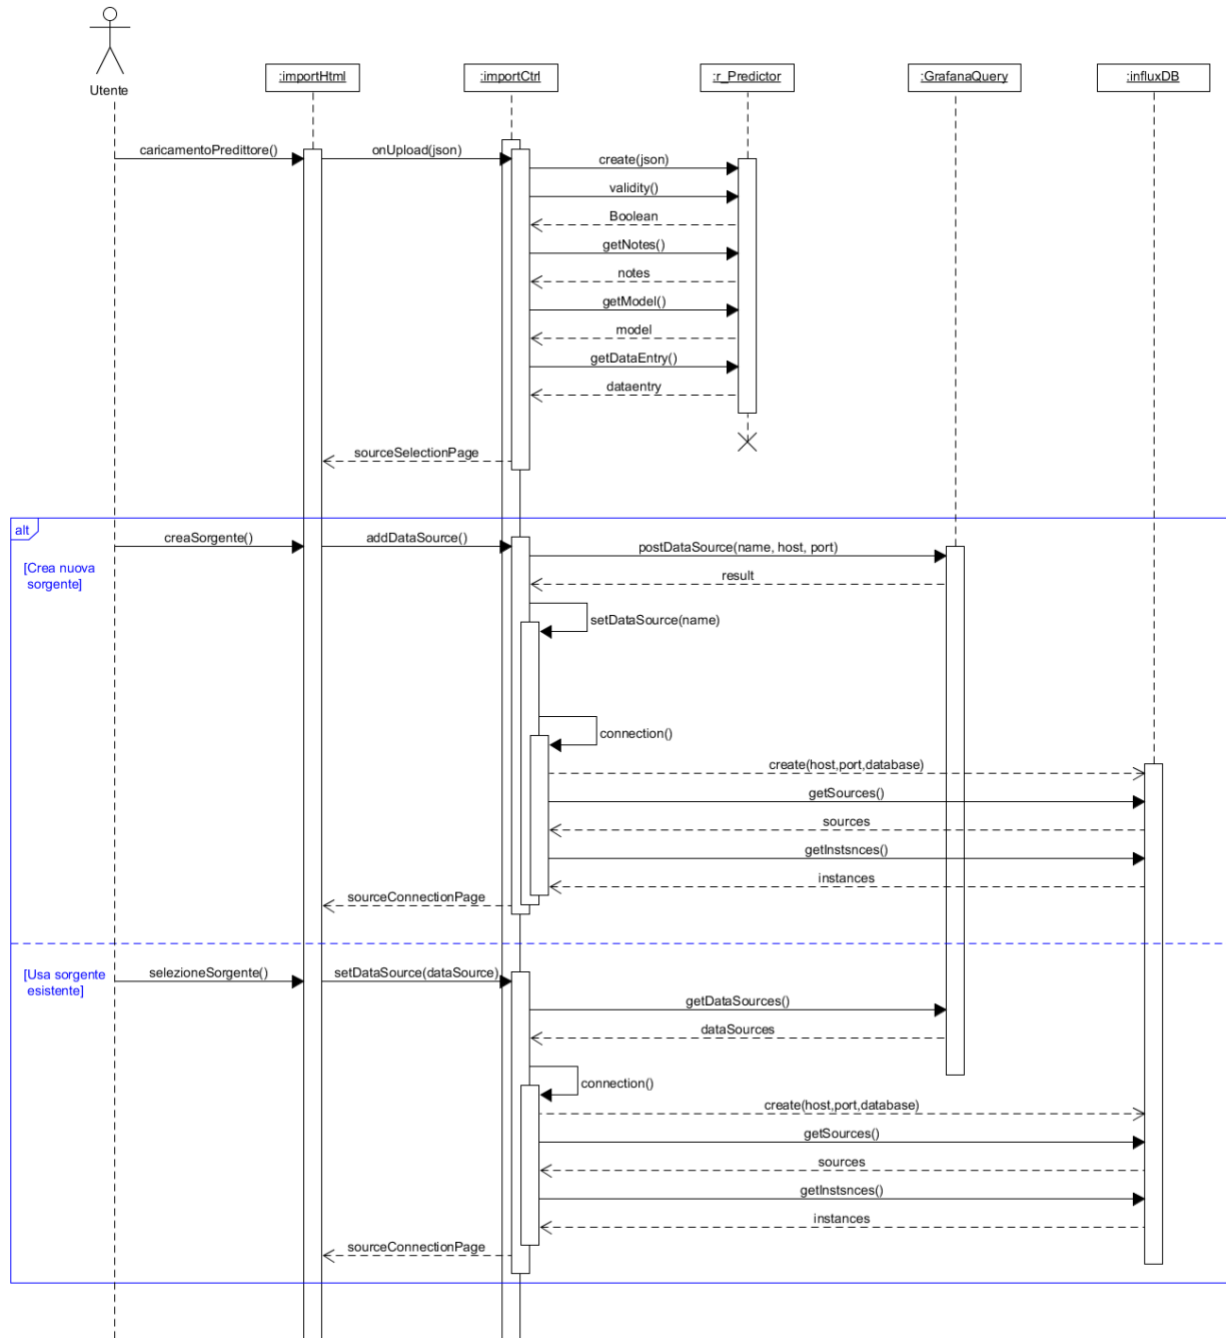 Utente
:importHtml
:importCtrl
:r_Predictor
:GrafanaQuery
:influxDB
caricamentoPredittore()
onUpload(json)
create(json)
validity()
Boolean
getNotes()
notes
getModel()
model
getDataEntry()
dataentry
sourceSelectionPage
alt
creaSorgente()
addDataSource()
postDataSource(name, host, port)
[Crea nuova
sorgente]
result
setDataSource(name)
connection()
create(host,port,database)
getSources()
sources
getInstsnces()
instances
sourceConnectionPage
[Usa sorgente
esistente]
selezioneSorgente()
setDataSource(dataSource)
getDataSources()
dataSources
connection()
create(host,port,database)
getSources()
sources
getInstsnces()
instances
sourceConnectionPage